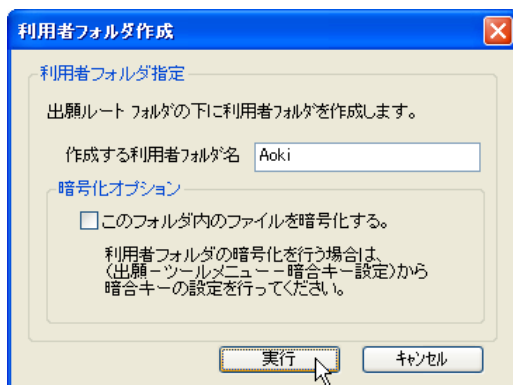 利用者フォルダ作成
利用者フォルダ指定
出願ルート フォルダの下に利用者フォルダを作成します。
作成する利用者フォルダ名 Aoki
暗号化オプション
このフォルダ内のファイルを暗号化する。
利用者フォルダの暗号化を行う場合は、
(出願－ツールメニュー－暗合キー設定)から
暗合キーの設定を行ってください。
実行 キャンセル